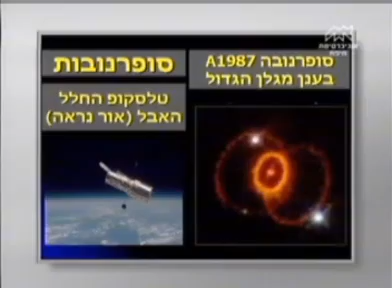 סופרנובות
סופרנובה A1987
בענן מגלן הגדול
טלסקופ החלל
האבל (אור נראה)